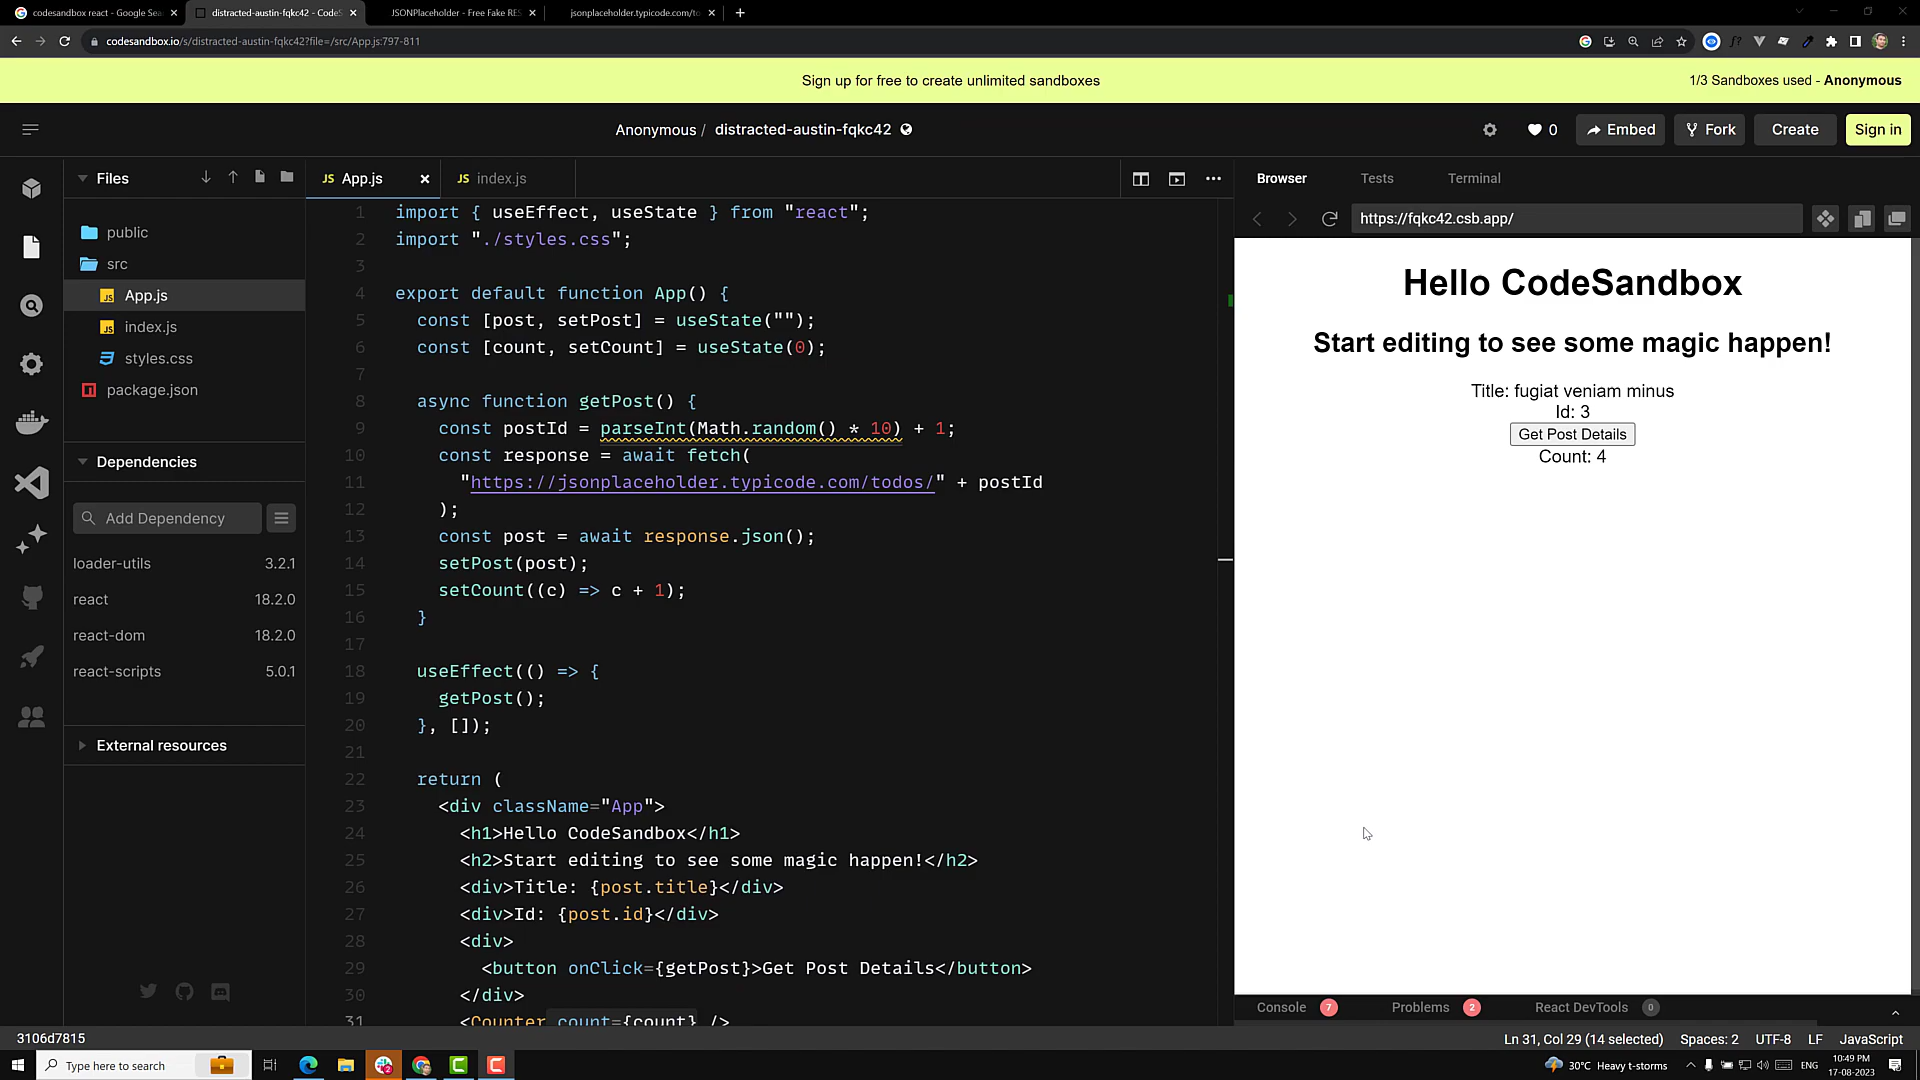 codesandbox react - Google Sea
distracted-austin-fqkc42 - CodeS
JSONPlaceholder - Free Fake RES
jsonplaceholder.typicode.com/to
codesandbox.io/s/distracted-austin-fqkc42?file=/src/App.js:797-811
Sign up for free to create unlimited sandboxes
1/3 Sandboxes used - Anonymous
Anonymous / distracted-austin-fqkc42
0
Embed
Fork
Create
Sign in
Files
JS App.js
JS index.js
Browser
Tests
Terminal
https://fqkc42.csb.app/
public
src
JS App.js
JS index.js
styles.css
package.json
Dependencies
Add Dependency
loader-utils 3.2.1
react 18.2.0
react-dom 18.2.0
react-scripts 5.0.1
External resources
1 import { useEffect, useState } from "react";
2 import "./styles.css";
3
4 export default function App() {
5 const [post, setPost] = useState("");
6 const [count, setCount] = useState(0);
7
8 async function getPost() {
9 const postId = parseInt(Math.random() * 10) + 1;
10 const response = await fetch(
11 "https://jsonplaceholder.typicode.com/todos/" + postId
12 );
13 const post = await response.json();
14 setPost(post);
15 setCount((c) => c + 1);
16 }
17
18 useEffect(() => {
19 getPost();
20 }, []);
21
22 return (
23 <div className="App">
24 <h1>Hello CodeSandbox</h1>
25 <h2>Start editing to see some magic happen!</h2>
26 <div>Title: {post.title}</div>
27 <div>Id: {post.id}</div>
28 <div>
29 <button onClick={getPost}>Get Post Details</button>
30 </div>
31 <Counter count={count} />
Hello CodeSandbox
Start editing to see some magic happen!
Title: fugiat veniam minus
Id: 3
Get Post Details
Count: 4
Console 7
Problems 2
React DevTools 0
3106d7815
Ln 31, Col 29 (14 selected)
Spaces: 2
UTF-8
LF
JavaScript
Type here to search
30°C Heavy t-storms
ENG
10:49 PM
17-08-2023